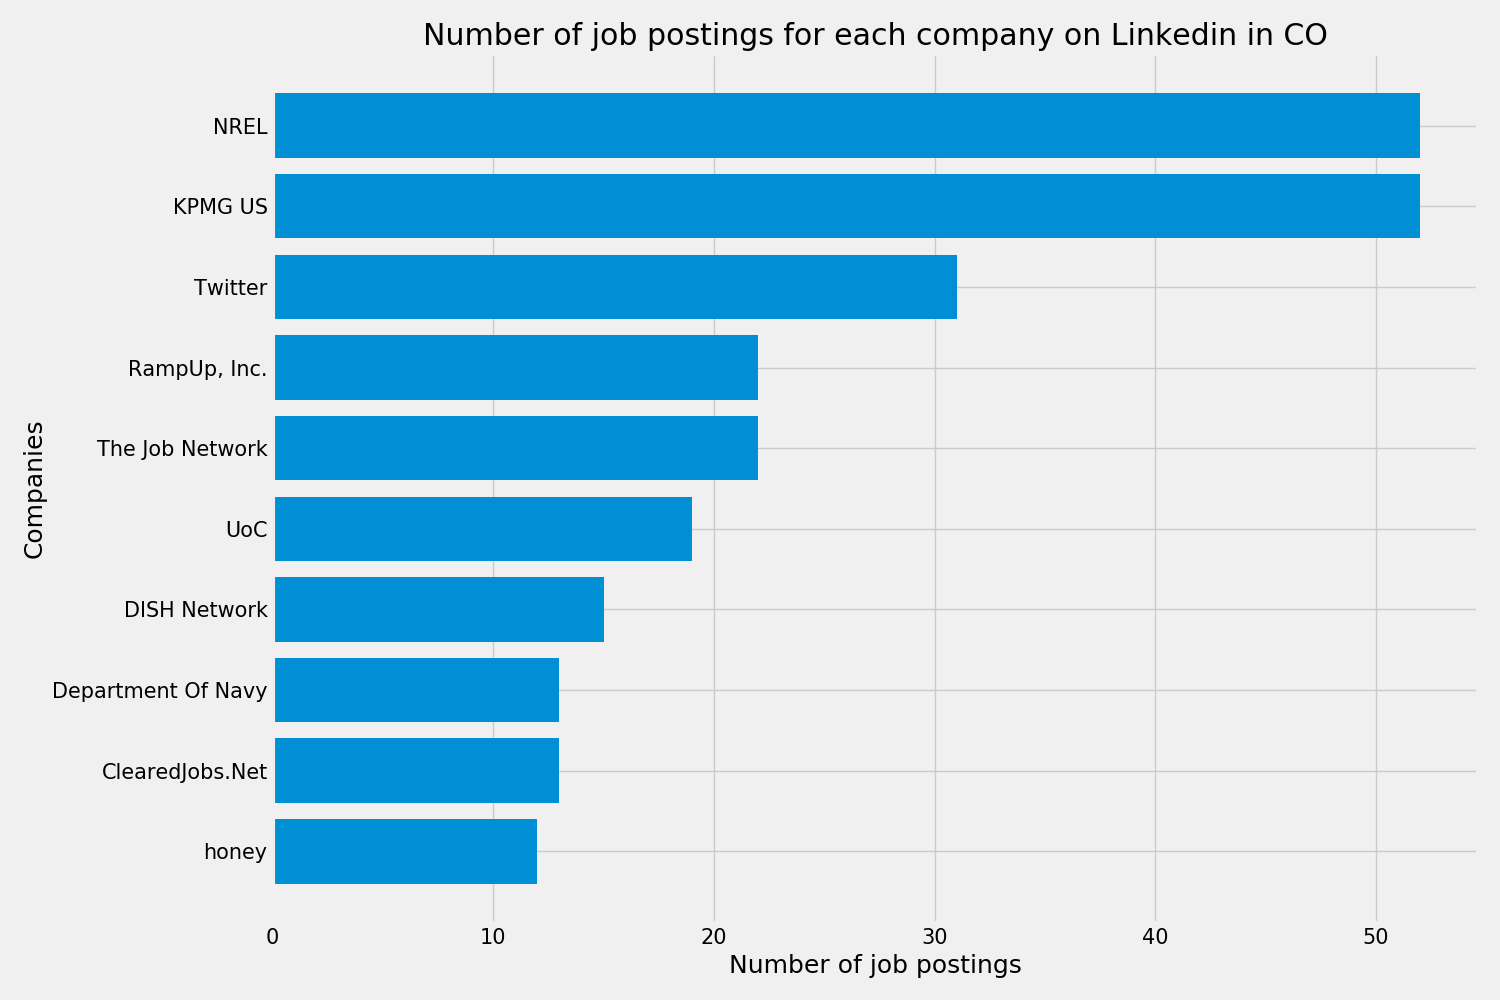 Number of job postings for each company on Linkedin in CO
NREL
KPMG US
Twitter
RampUp, Inc.
The Job Network
UoC
DISH Network
Department Of Navy
ClearedJobs.Net
honey
Companies
0 10 20 30 40 50
Number of job postings